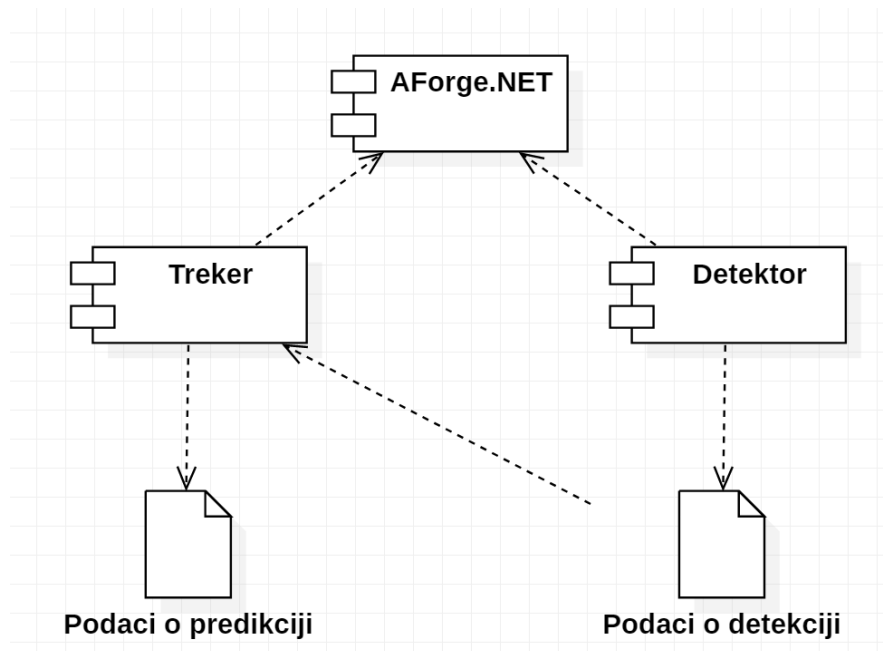 AForge.NET
Treker
Detektor
Podaci o predikciji
Podaci o detekciji